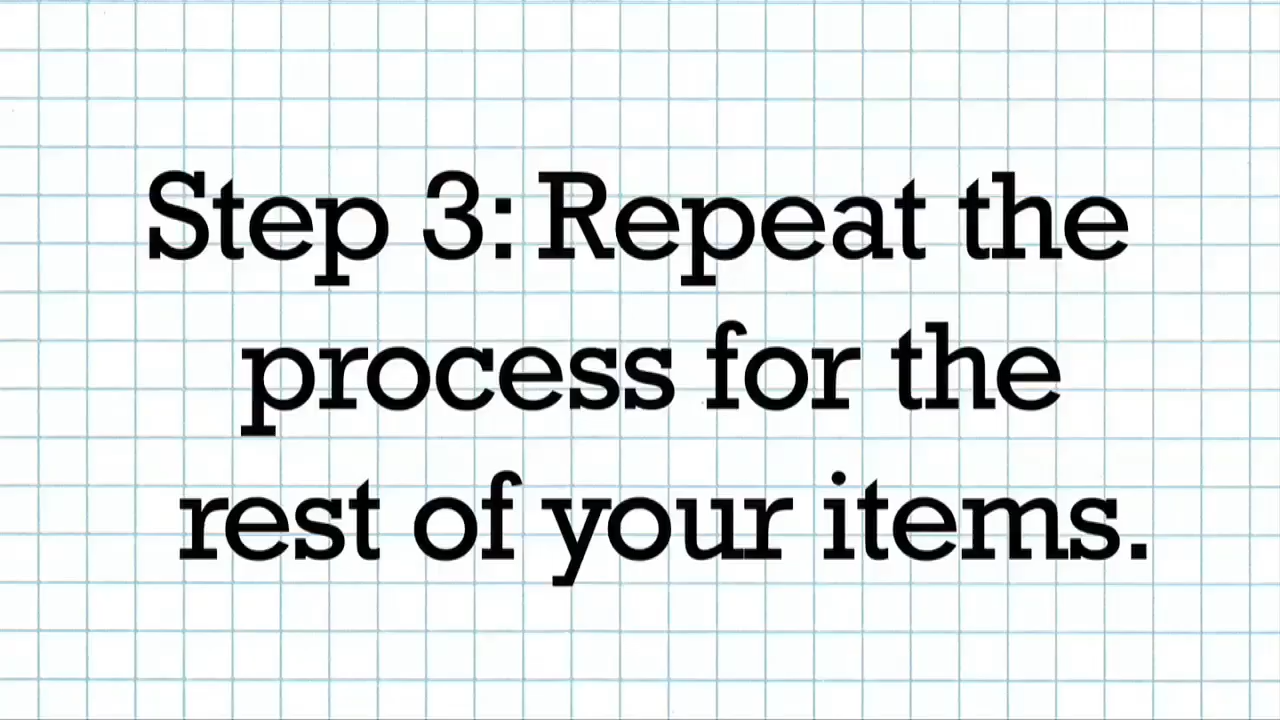 Step 3: Repeat the
process for the
rest of your items.